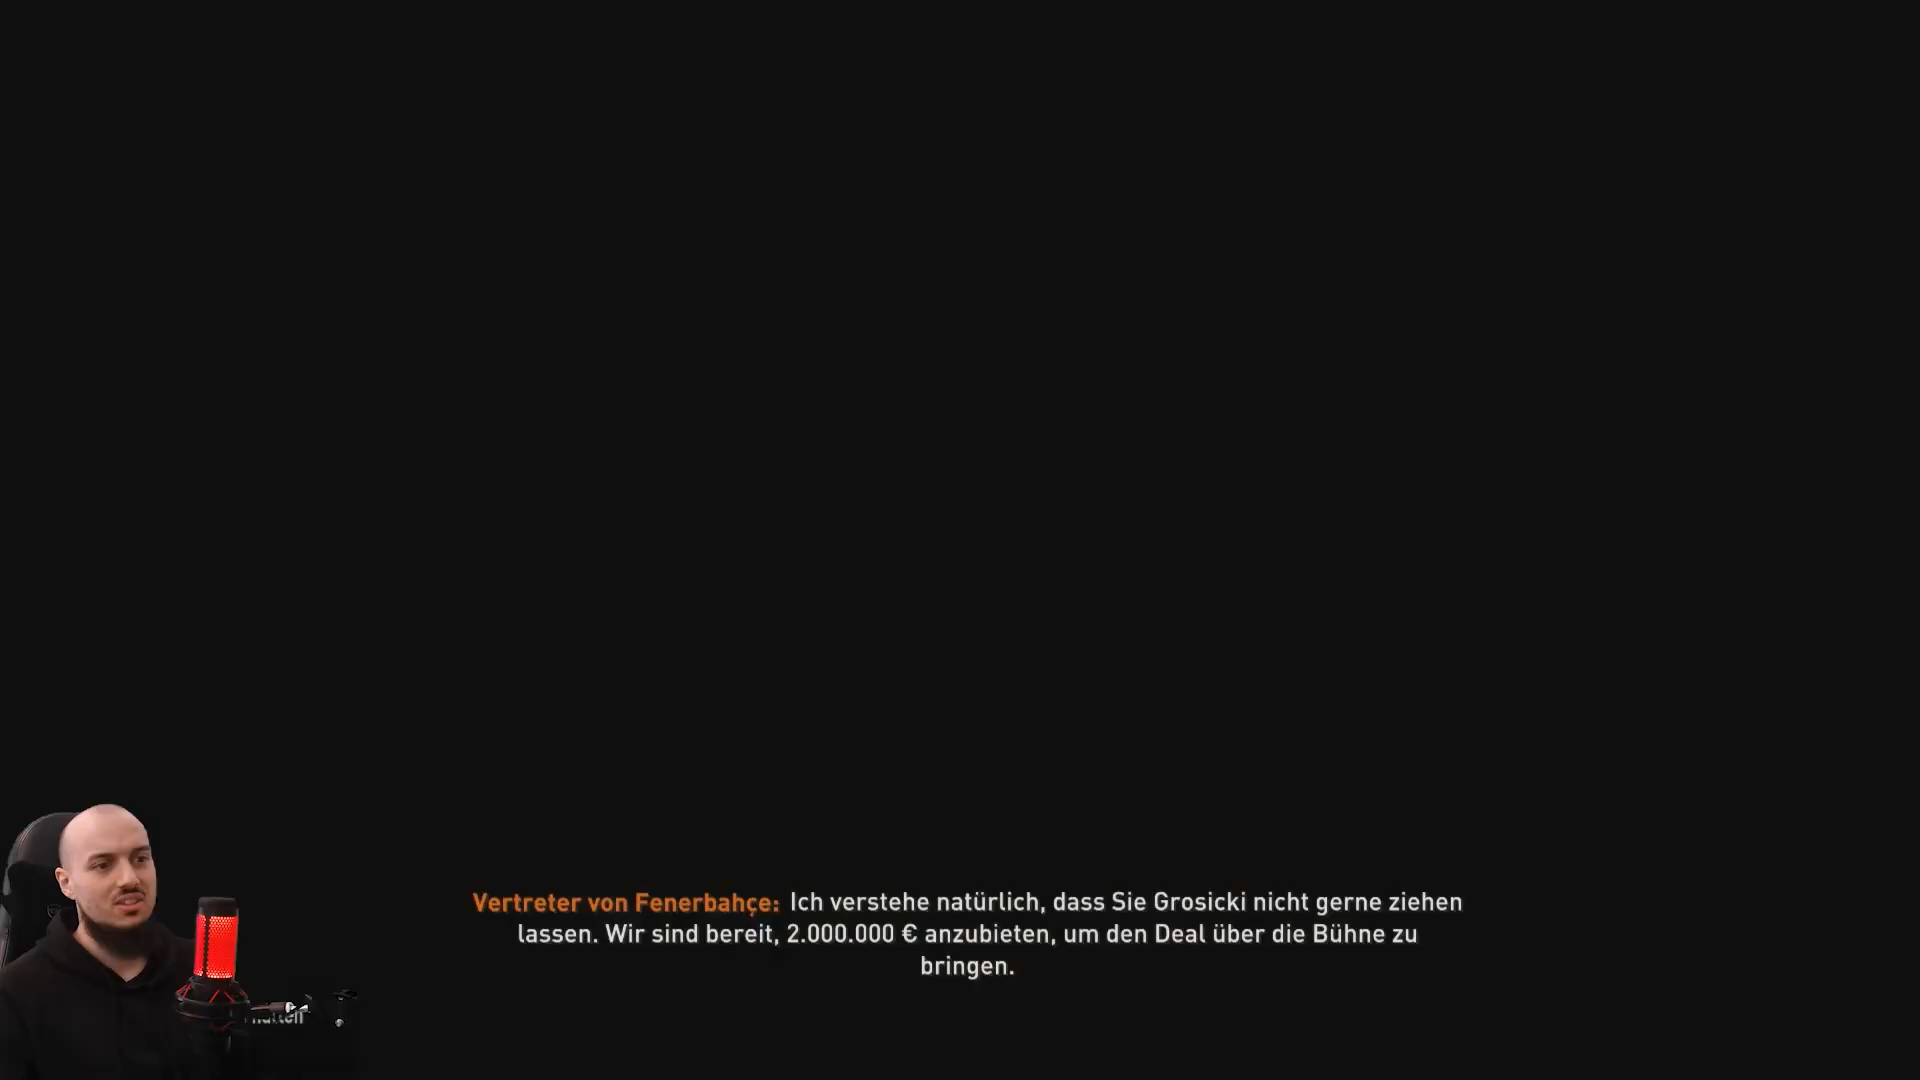 Vertreter von Fenerbahçe: Ich verstehe natürlich, dass Sie Grosicki nicht gerne ziehen
lassen. Wir sind bereit, 2.000.000 € anzubieten, um den Deal über die Bühne zu
bringen.